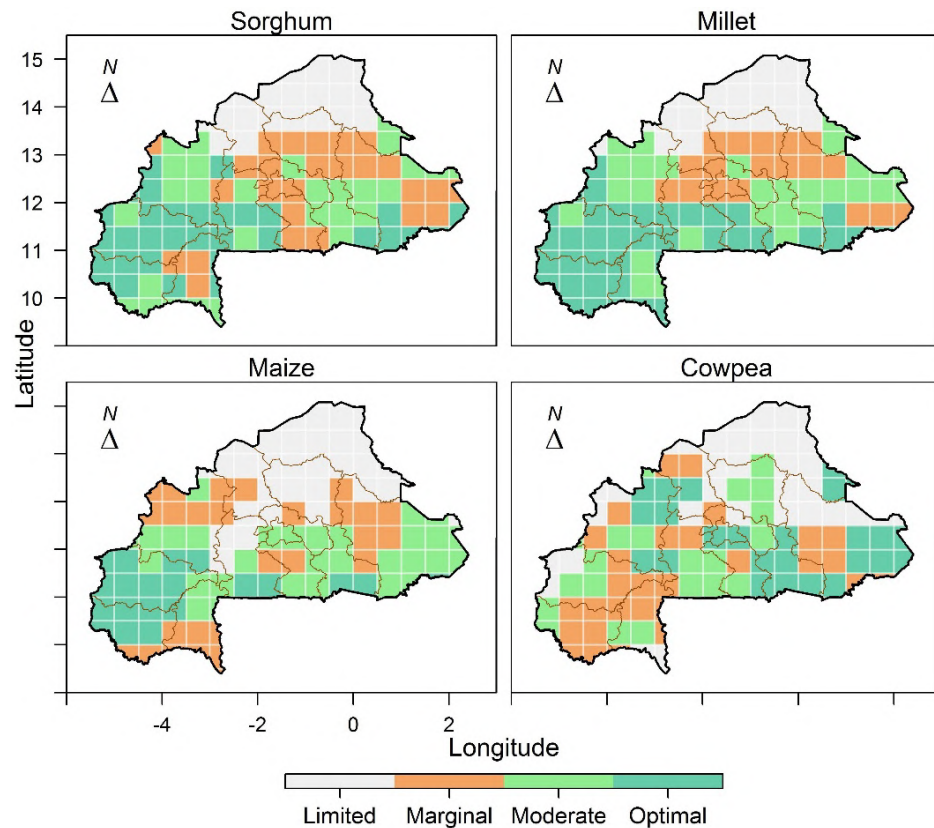 Sorghum
Millet
N
Δ
N
Δ
15
14
13
12
11
10
Latitude
Maize
Cowpea
N
Δ
N
Δ
-4
-2
0
2
Longitude
Limited
Marginal
Moderate
Optimal